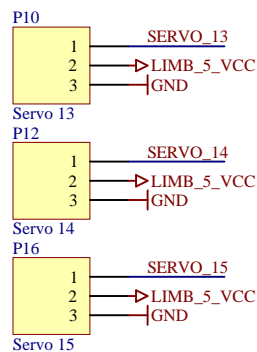 P10
1 SERVO_13
2 LIMB_5_VCC
3 GND
Servo 13
P12
1 SERVO_14
2 LIMB_5_VCC
3 GND
Servo 14
P16
1 SERVO_15
2 LIMB_5_VCC
3 GND
Servo 15